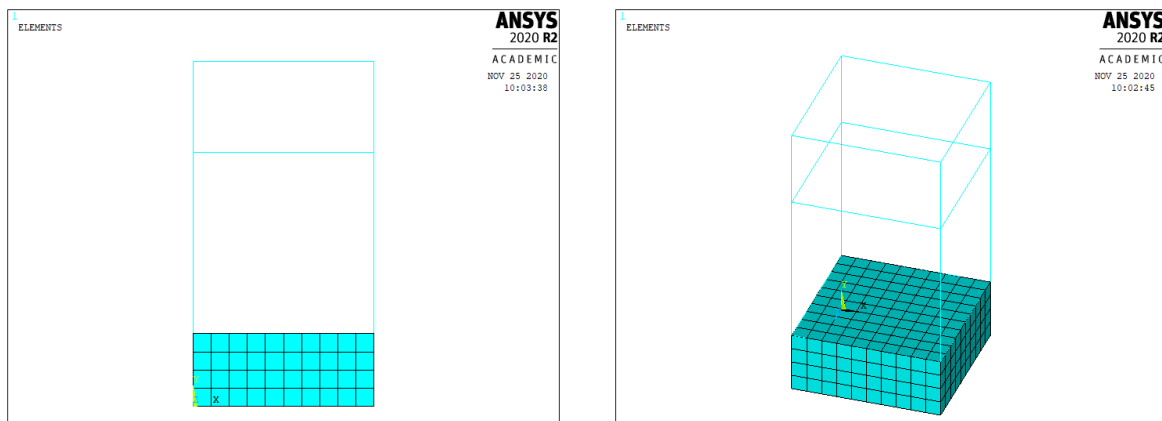 1
ELEMENTS
ANSYS
2020 R2
ACADEMIC
NOV 25 2020
10:03:38
Y
Z X
1
ELEMENTS
ANSYS
2020 R2
ACADEMIC
NOV 25 2020
10:02:45
Y
X